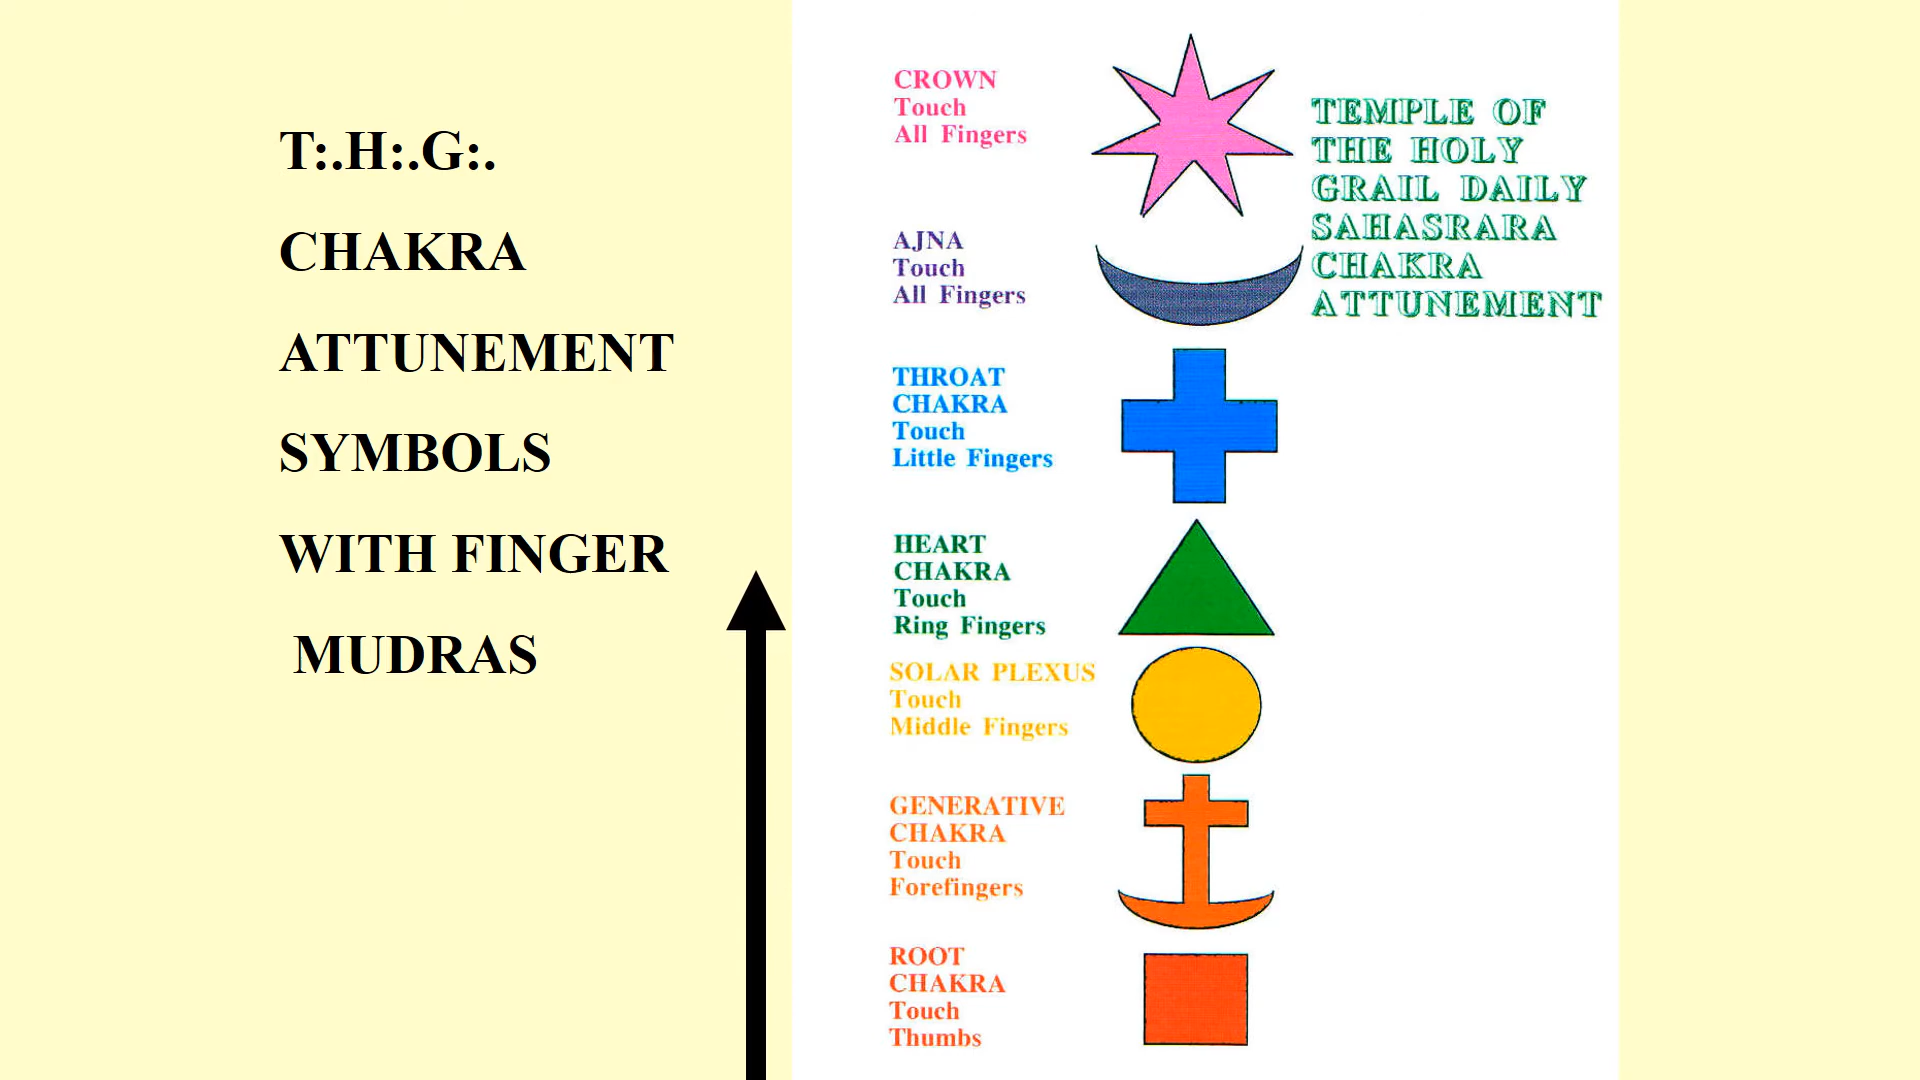 T:.H:.G:.
CHAKRA
ATTUNEMENT
SYMBOLS
WITH FINGER
MUDRAS
CROWN
Touch
All Fingers
AJNA
Touch
All Fingers
THROAT
CHAKRA
Touch
Little Fingers
HEART
CHAKRA
Touch
Ring Fingers
SOLAR PLEXUS
Touch
Middle Fingers
GENERATIVE
CHAKRA
Touch
Forefingers
ROOT
CHAKRA
Touch
Thumbs
TEMPLE OF
THE HOLY
GRAIL DAILY
SAHASRARA
CHAKRA
ATTUNEMENT